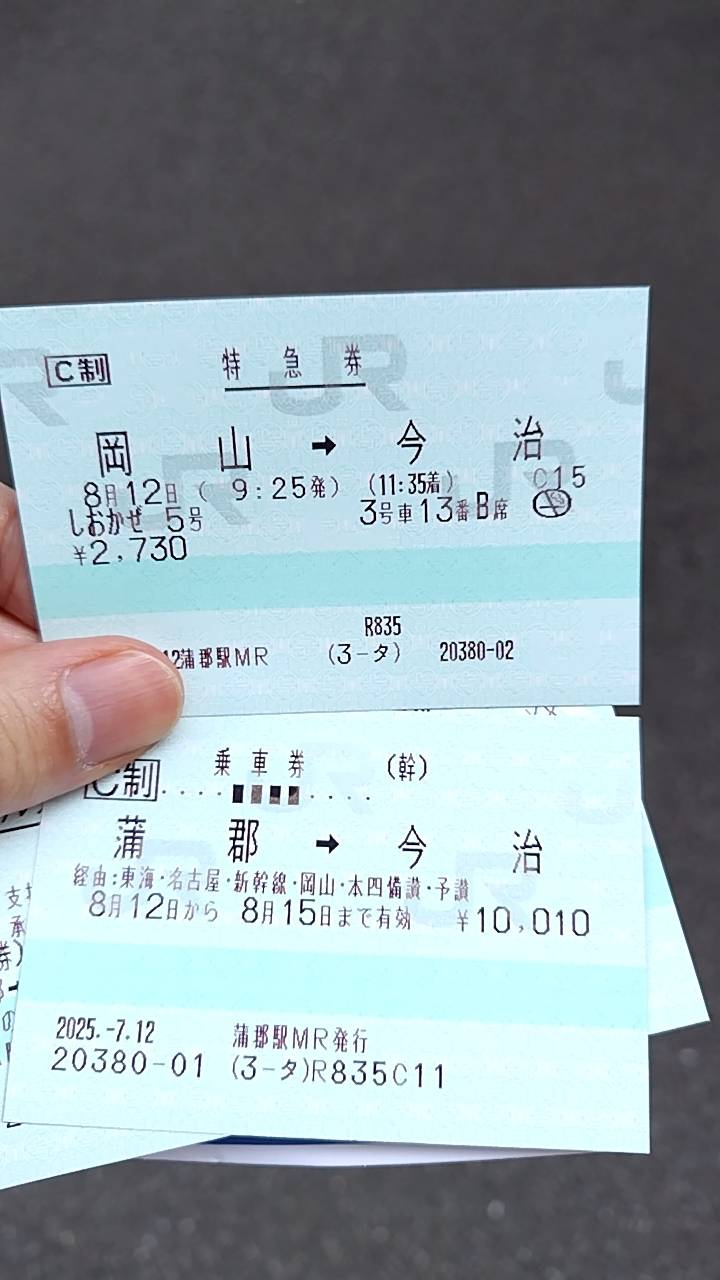 C制 特急券
岡山 → 今治
8月12日 ( 9:25発) (11:35着) C15
しおかぜ 5号 3号車13番B席
¥2,730
R835
12蒲郡駅MR (3-タ) 20380-02
C制 乗車券 (幹)
蒲郡 → 今治
経由:東海・名古屋・新幹線・岡山・本四備讃・予讃
8月12日から 8月15日まで有効 ¥10,010
2025.-7.12 蒲郡駅MR発行
20380-01 (3-タ)R835C11